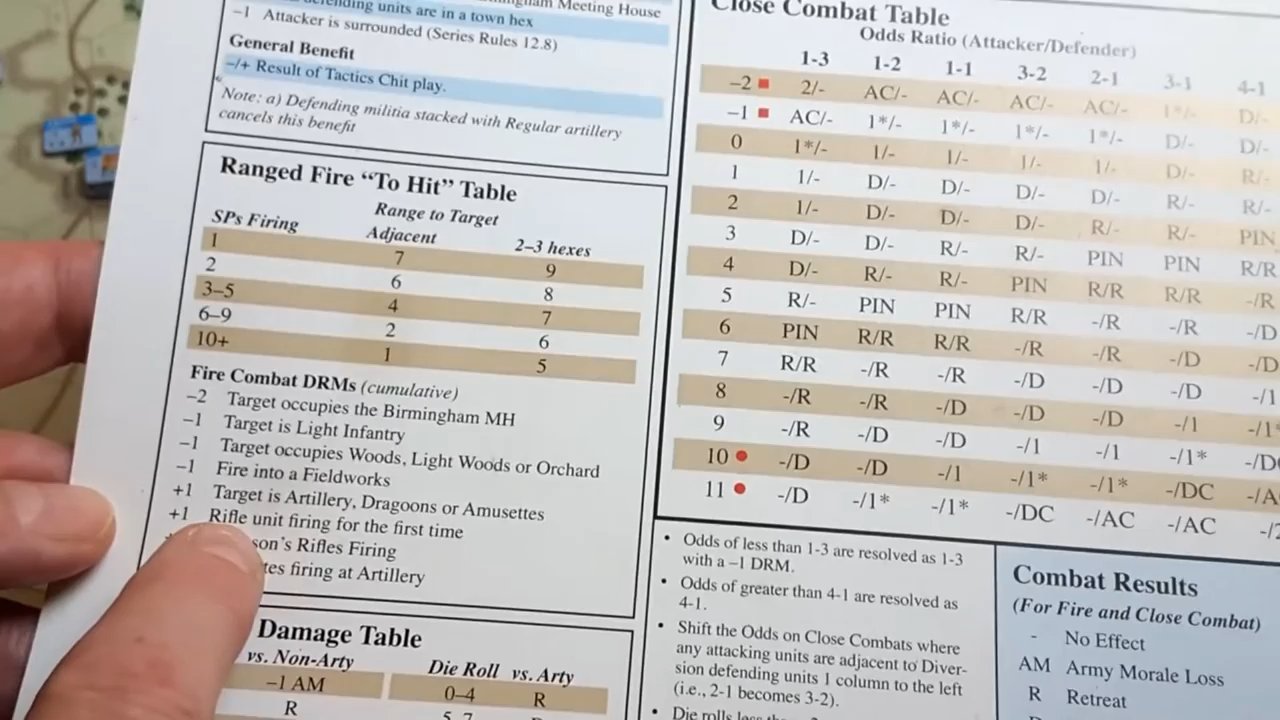 defending units are in a town hex
Meeting House
−1 Attacker is surrounded (Series Rules 12.8)
General Benefit
−/+ Result of Tactics Chit play.
Note: a) Defending militia stacked with Regular artillery
cancels this benefit
Ranged Fire “To Hit” Table
Range to Target
SPs Firing Adjacent 2–3 hexes
1 7 9
2 6 8
3–5 4 7
6–9 2 6
10+ 1 5
Fire Combat DRMs (cumulative)
−2 Target occupies the Birmingham MH
−1 Target is Light Infantry
−1 Target occupies Woods, Light Woods or Orchard
−1 Fire into a Fieldworks
+1 Target is Artillery, Dragoons or Amusettes
+1 Rifle unit firing for the first time
son’s Rifles Firing
tes firing at Artillery
Damage Table
vs. Non-Arty Die Roll vs. Arty
−1 AM 0–4 R
R 5–7
Close Combat Table
Odds Ratio (Attacker/Defender)
1-3 1-2 1-1 3-2 2-1 3-1 4-1
−2 2/- AC/- AC/- AC/- AC/- 1*/- D/-
−1 AC/- 1*/- 1*/- 1*/- 1*/- D/- D/-
0 1*/- 1/- 1/- 1/- 1/- D/- R/-
1 1/- D/- D/- D/- D/- R/- R/-
2 1/- D/- D/- D/- R/- R/- PIN
3 D/- D/- R/- R/- PIN PIN R/R
4 D/- R/- R/- PIN R/R R/R -/R
5 R/- PIN PIN R/R -/R -/R -/D
6 PIN R/R R/R -/R -/R -/D -/D
7 R/R -/R -/R -/D -/D -/D -/1
8 -/R -/R -/D -/D -/D -/1 -/1*
9 -/R -/D -/D -/1 -/1 -/1*
10 -/D -/D -/1 -/1* -/1* -/DC
11 -/D -/1* -/1* -/DC -/AC -/AC
• Odds of less than 1-3 are resolved as 1-3
with a −1 DRM.
• Odds of greater than 4-1 are resolved as
4-1.
• Shift the Odds on Close Combats where
any attacking units are adjacent to Diver-
sion defending units 1 column to the left
(i.e., 2-1 becomes 3-2).
• Die rolls less
Combat Results
(For Fire and Close Combat)
- No Effect
AM Army Morale Loss
R Retreat